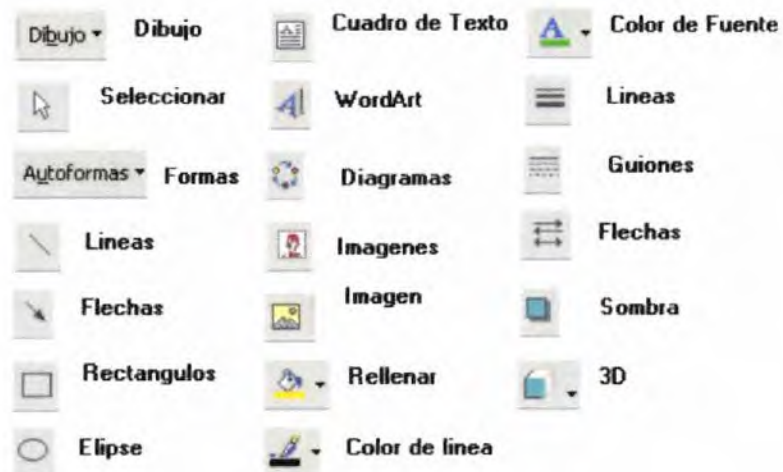 Dibujo Dibujo Cuadro de Texto A Color de Fuente
Seleccionar A WordArt Lineas
Autoformas Formas Diagramas Guiones
Lineas Imagenes Flechas
Flechas Imagen Sombra
Rectangulos Rellenar 3D
Elipse Color de linea